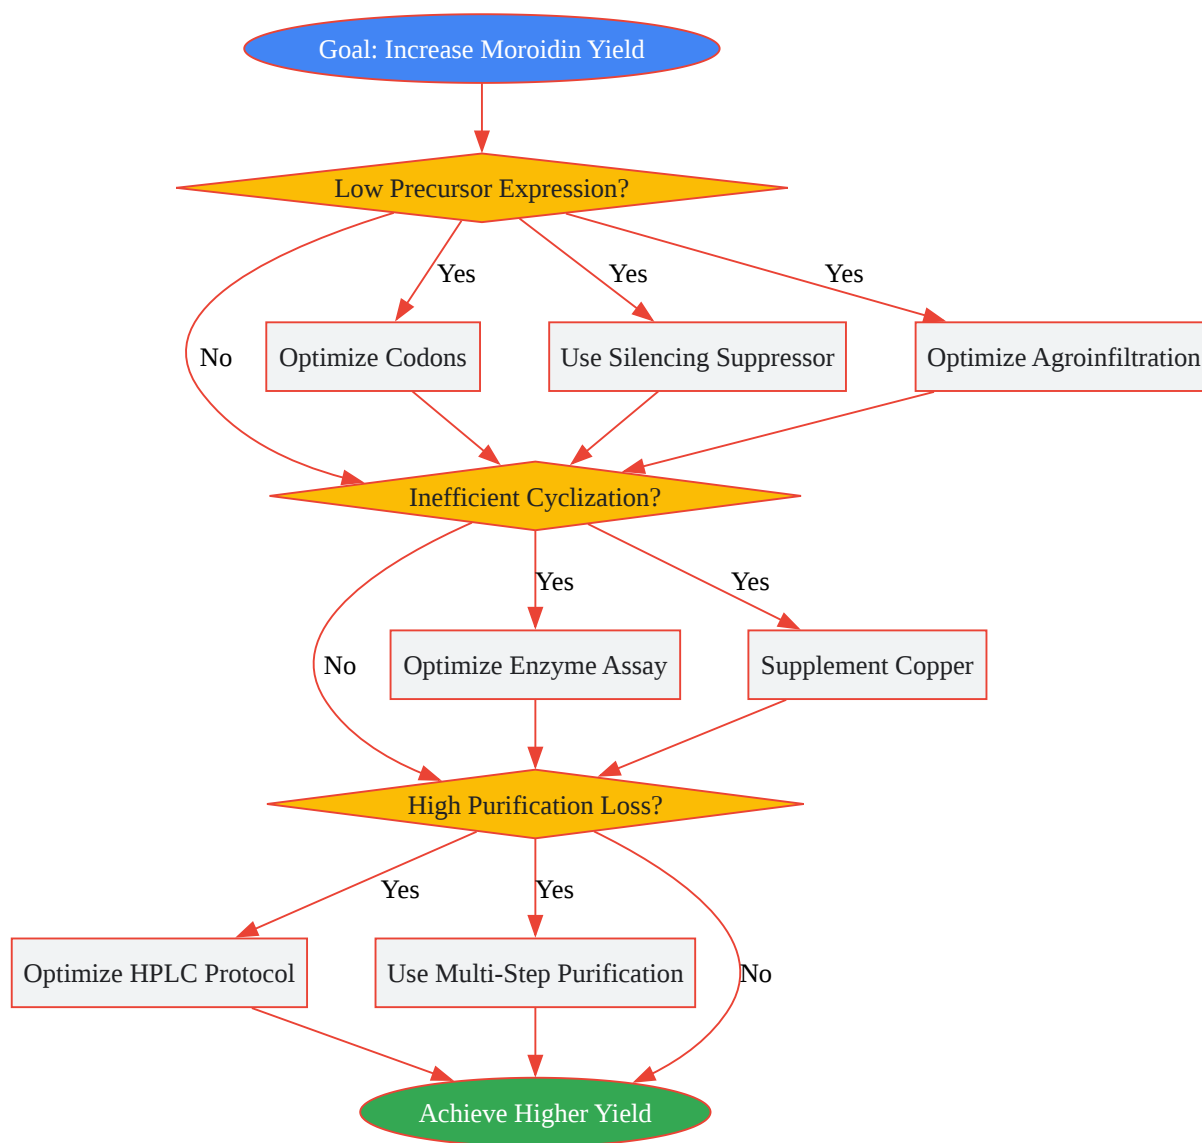 Goal: Increase Moroidin Yield
Low Precursor Expression?
Yes
Yes
Yes
No
Optimize Codons
Use Silencing Suppressor
Optimize Agroinfiltration
Inefficient Cyclization?
Yes
Yes
No
Optimize Enzyme Assay
Supplement Copper
High Purification Loss?
Yes
Yes
Optimize HPLC Protocol
Use Multi-Step Purification
No
Achieve Higher Yield